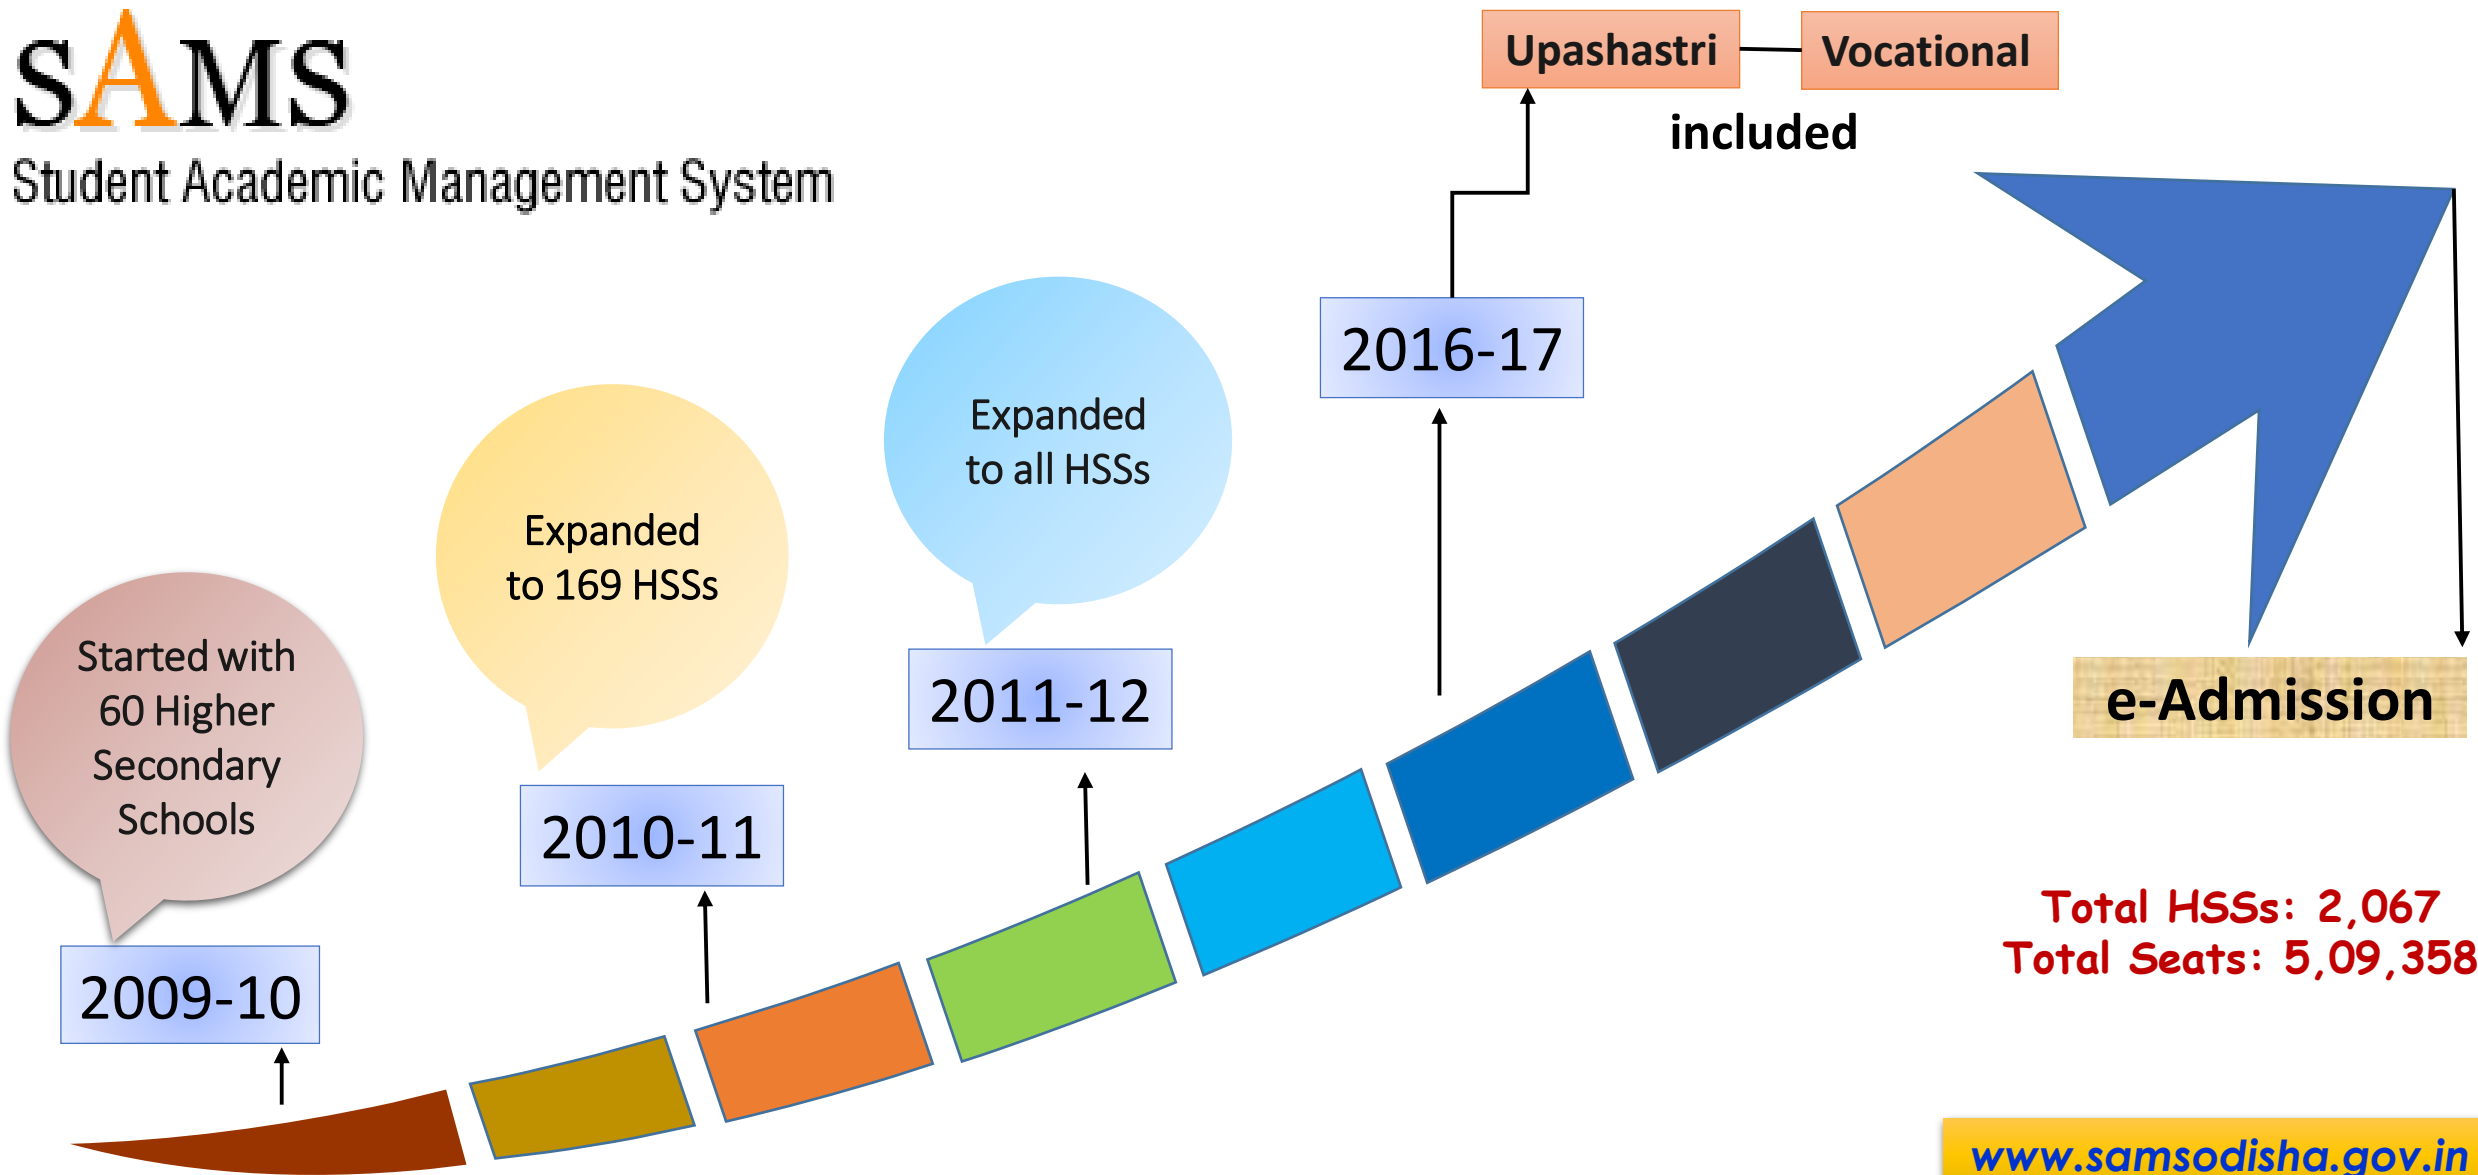 SAMS
Student Academic Management System
Upashastri
Vocational
included
2016-17
Expanded
to all HSSs
2011-12
Expanded
to 169 HSSs
2010-11
Started with
60 Higher
Secondary
Schools
2009-10
e-Admission
Total HSSs: 2,067
Total Seats: 5,09,358
www.samsodisha.gov.in